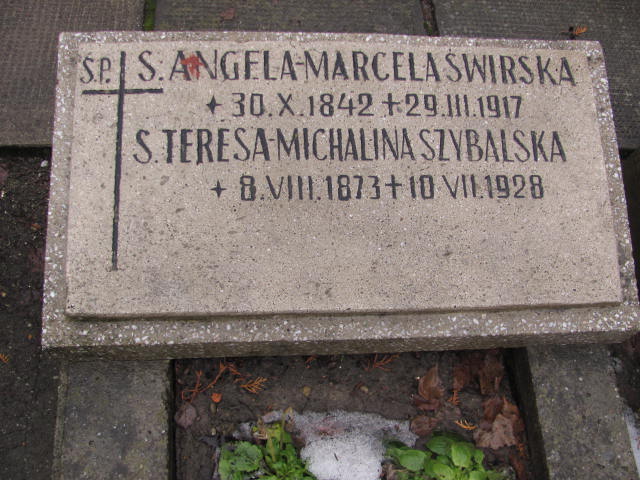 Ś.P. S. ANGELA-MARCELA ŚWIRSKA
✶ 30.X.1842 + 29.III.1917
S. TERESA-MICHALINA SZYBALSKA
✶ 8.VIII.1873 + 10 VII.1928